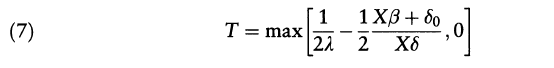 (7) T = max[1/2λ − 1/2 Xβ + δ₀/Xδ, 0]